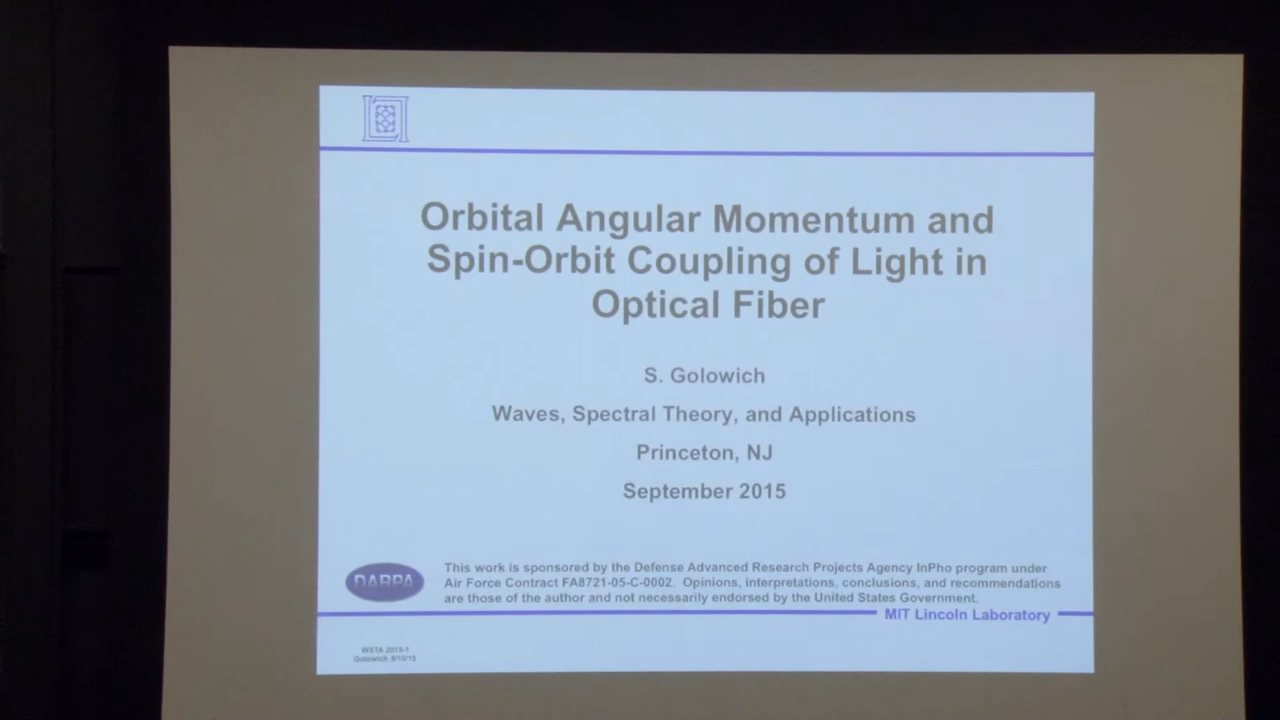 Orbital Angular Momentum and
Spin-Orbit Coupling of Light in
Optical Fiber
S. Golowich
Waves, Spectral Theory, and Applications
Princeton, NJ
September 2015
DARPA
This work is sponsored by the Defense Advanced Research Projects Agency InPho program under
Air Force Contract FA8721-05-C-0002. Opinions, interpretations, conclusions, and recommendations
are those of the author and not necessarily endorsed by the United States Government.
MIT Lincoln Laboratory
WSTA 2015-1
Golowich 9/10/15